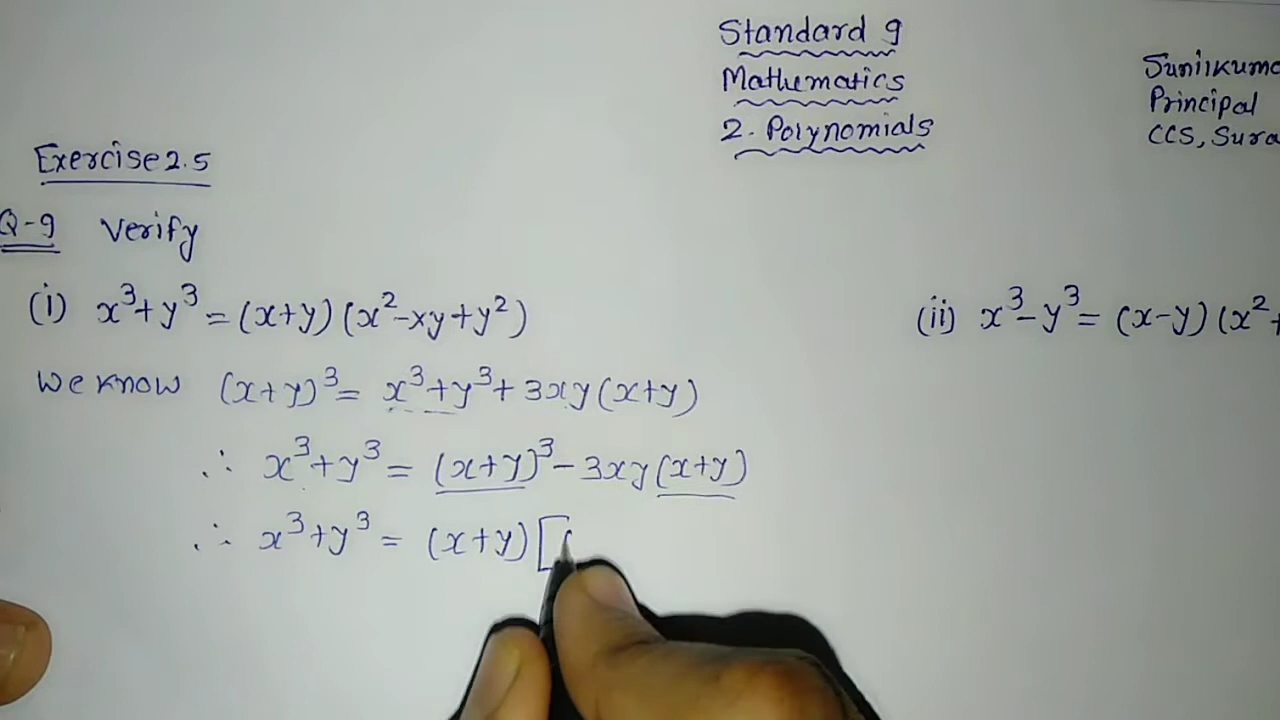 Standard 9
Mathematics
2. Polynomials
Principal
Exercise 2.5
Q-9 Verify
(i) x³+y³=(x+y)(x²-xy+y²)
We know (x+y)³= x³+y³+3xy(x+y)
∴ x³+y³ = (x+y)³-3xy(x+y)
∴ x³+y³ = (x+y)[(
(ii) x³-y³= (x-y)(x²+